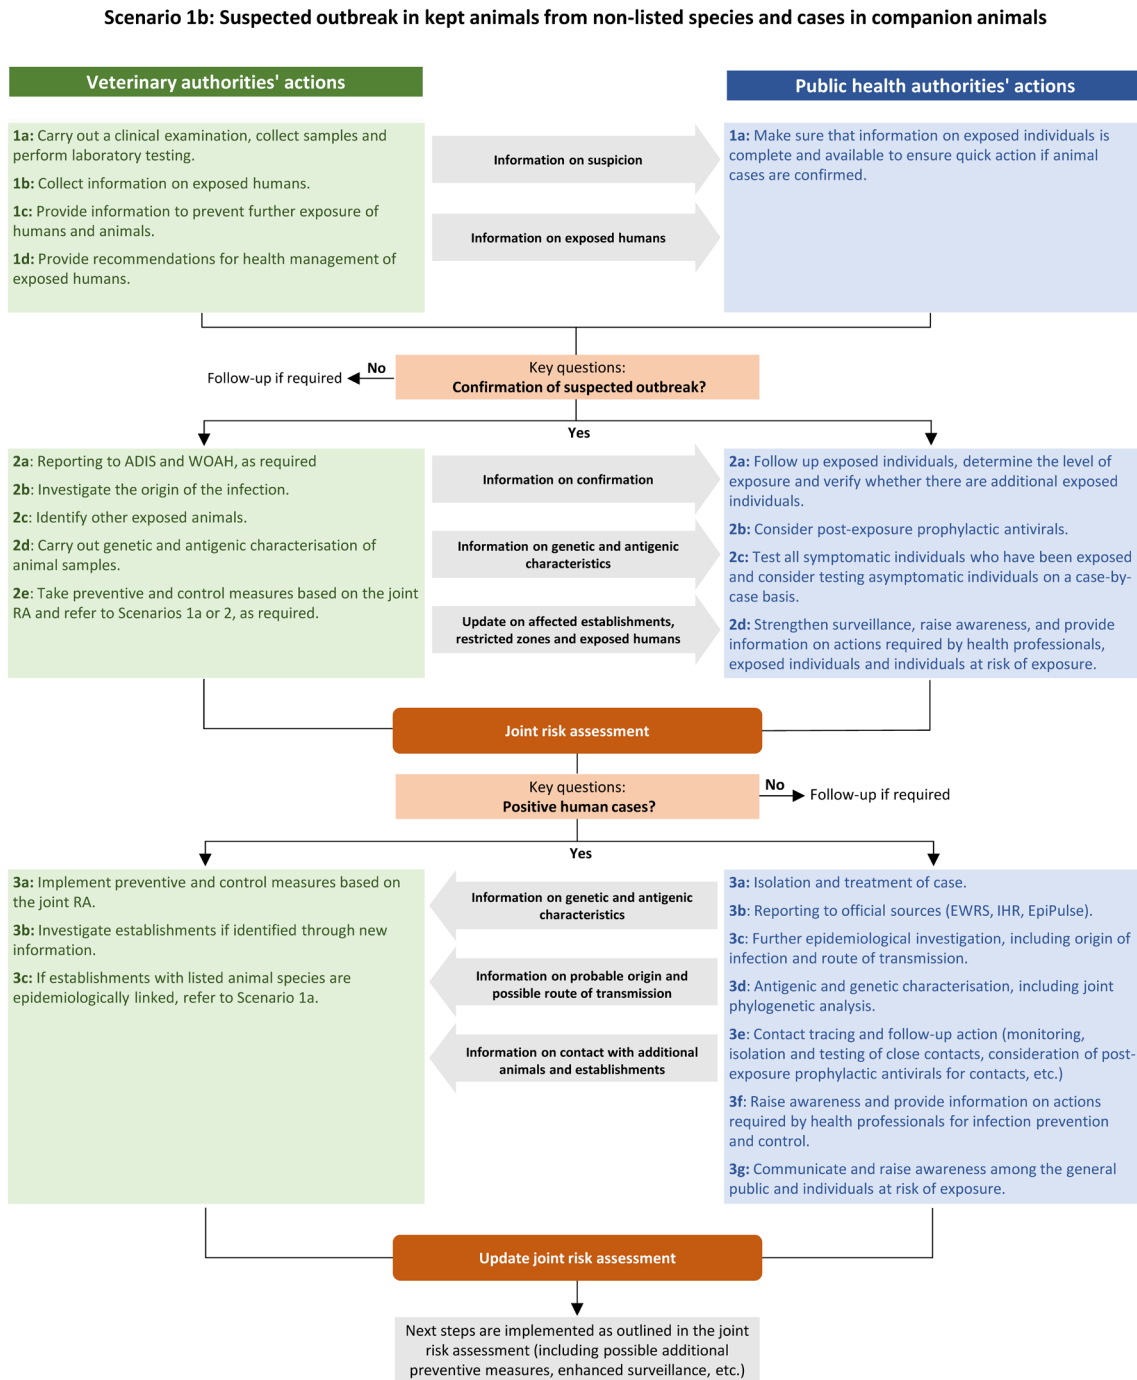 Scenario 1b: Suspected outbreak in kept animals from non-listed species and cases in companion animals
Veterinary authorities' actions
Public health authorities' actions
1a: Carry out a clinical examination, collect samples and
perform laboratory testing.
1b: Collect information on exposed humans.
1c: Provide information to prevent further exposure of
humans and animals.
1d: Provide recommendations for health management of
exposed humans.
Information on suspicion
Information on exposed humans
1a: Make sure that information on exposed individuals is
complete and available to ensure quick action if animal
cases are confirmed.
Key questions:
Confirmation of suspected outbreak?
No
Follow-up if required
Yes
2a: Reporting to ADIS and WOAH, as required
2b: Investigate the origin of the infection.
2c: Identify other exposed animals.
2d: Carry out genetic and antigenic characterisation of
animal samples.
2e: Take preventive and control measures based on the joint
RA and refer to Scenarios 1a or 2, as required.
Information on confirmation
Information on genetic and antigenic
characteristics
Update on affected establishments,
restricted zones and exposed humans
2a: Follow up exposed individuals, determine the level of
exposure and verify whether there are additional exposed
individuals.
2b: Consider post-exposure prophylactic antivirals.
2c: Test all symptomatic individuals who have been exposed
and consider testing asymptomatic individuals on a case-by-
case basis.
2d: Strengthen surveillance, raise awareness, and provide
information on actions required by health professionals,
exposed individuals and individuals at risk of exposure.
Joint risk assessment
Key questions:
Positive human cases?
No
Follow-up if required
Yes
3a: Implement preventive and control measures based on
the joint RA.
3b: Investigate establishments if identified through new
information.
3c: If establishments with listed animal species are
epidemiologically linked, refer to Scenario 1a.
Information on genetic and antigenic
characteristics
Information on probable origin and
possible route of transmission
Information on contact with additional
animals and establishments
3a: Isolation and treatment of case.
3b: Reporting to official sources (EWRS, IHR, EpiPulse).
3c: Further epidemiological investigation, including origin of
infection and route of transmission.
3d: Antigenic and genetic characterisation, including joint
phylogenetic analysis.
3e: Contact tracing and follow-up action (monitoring,
isolation and testing of close contacts, consideration of post-
exposure prophylactic antivirals for contacts, etc.)
3f: Raise awareness and provide information on actions
required by health professionals for infection prevention
and control.
3g: Communicate and raise awareness among the general
public and individuals at risk of exposure.
Update joint risk assessment
Next steps are implemented as outlined in the joint
risk assessment (including possible additional
preventive measures, enhanced surveillance, etc.)